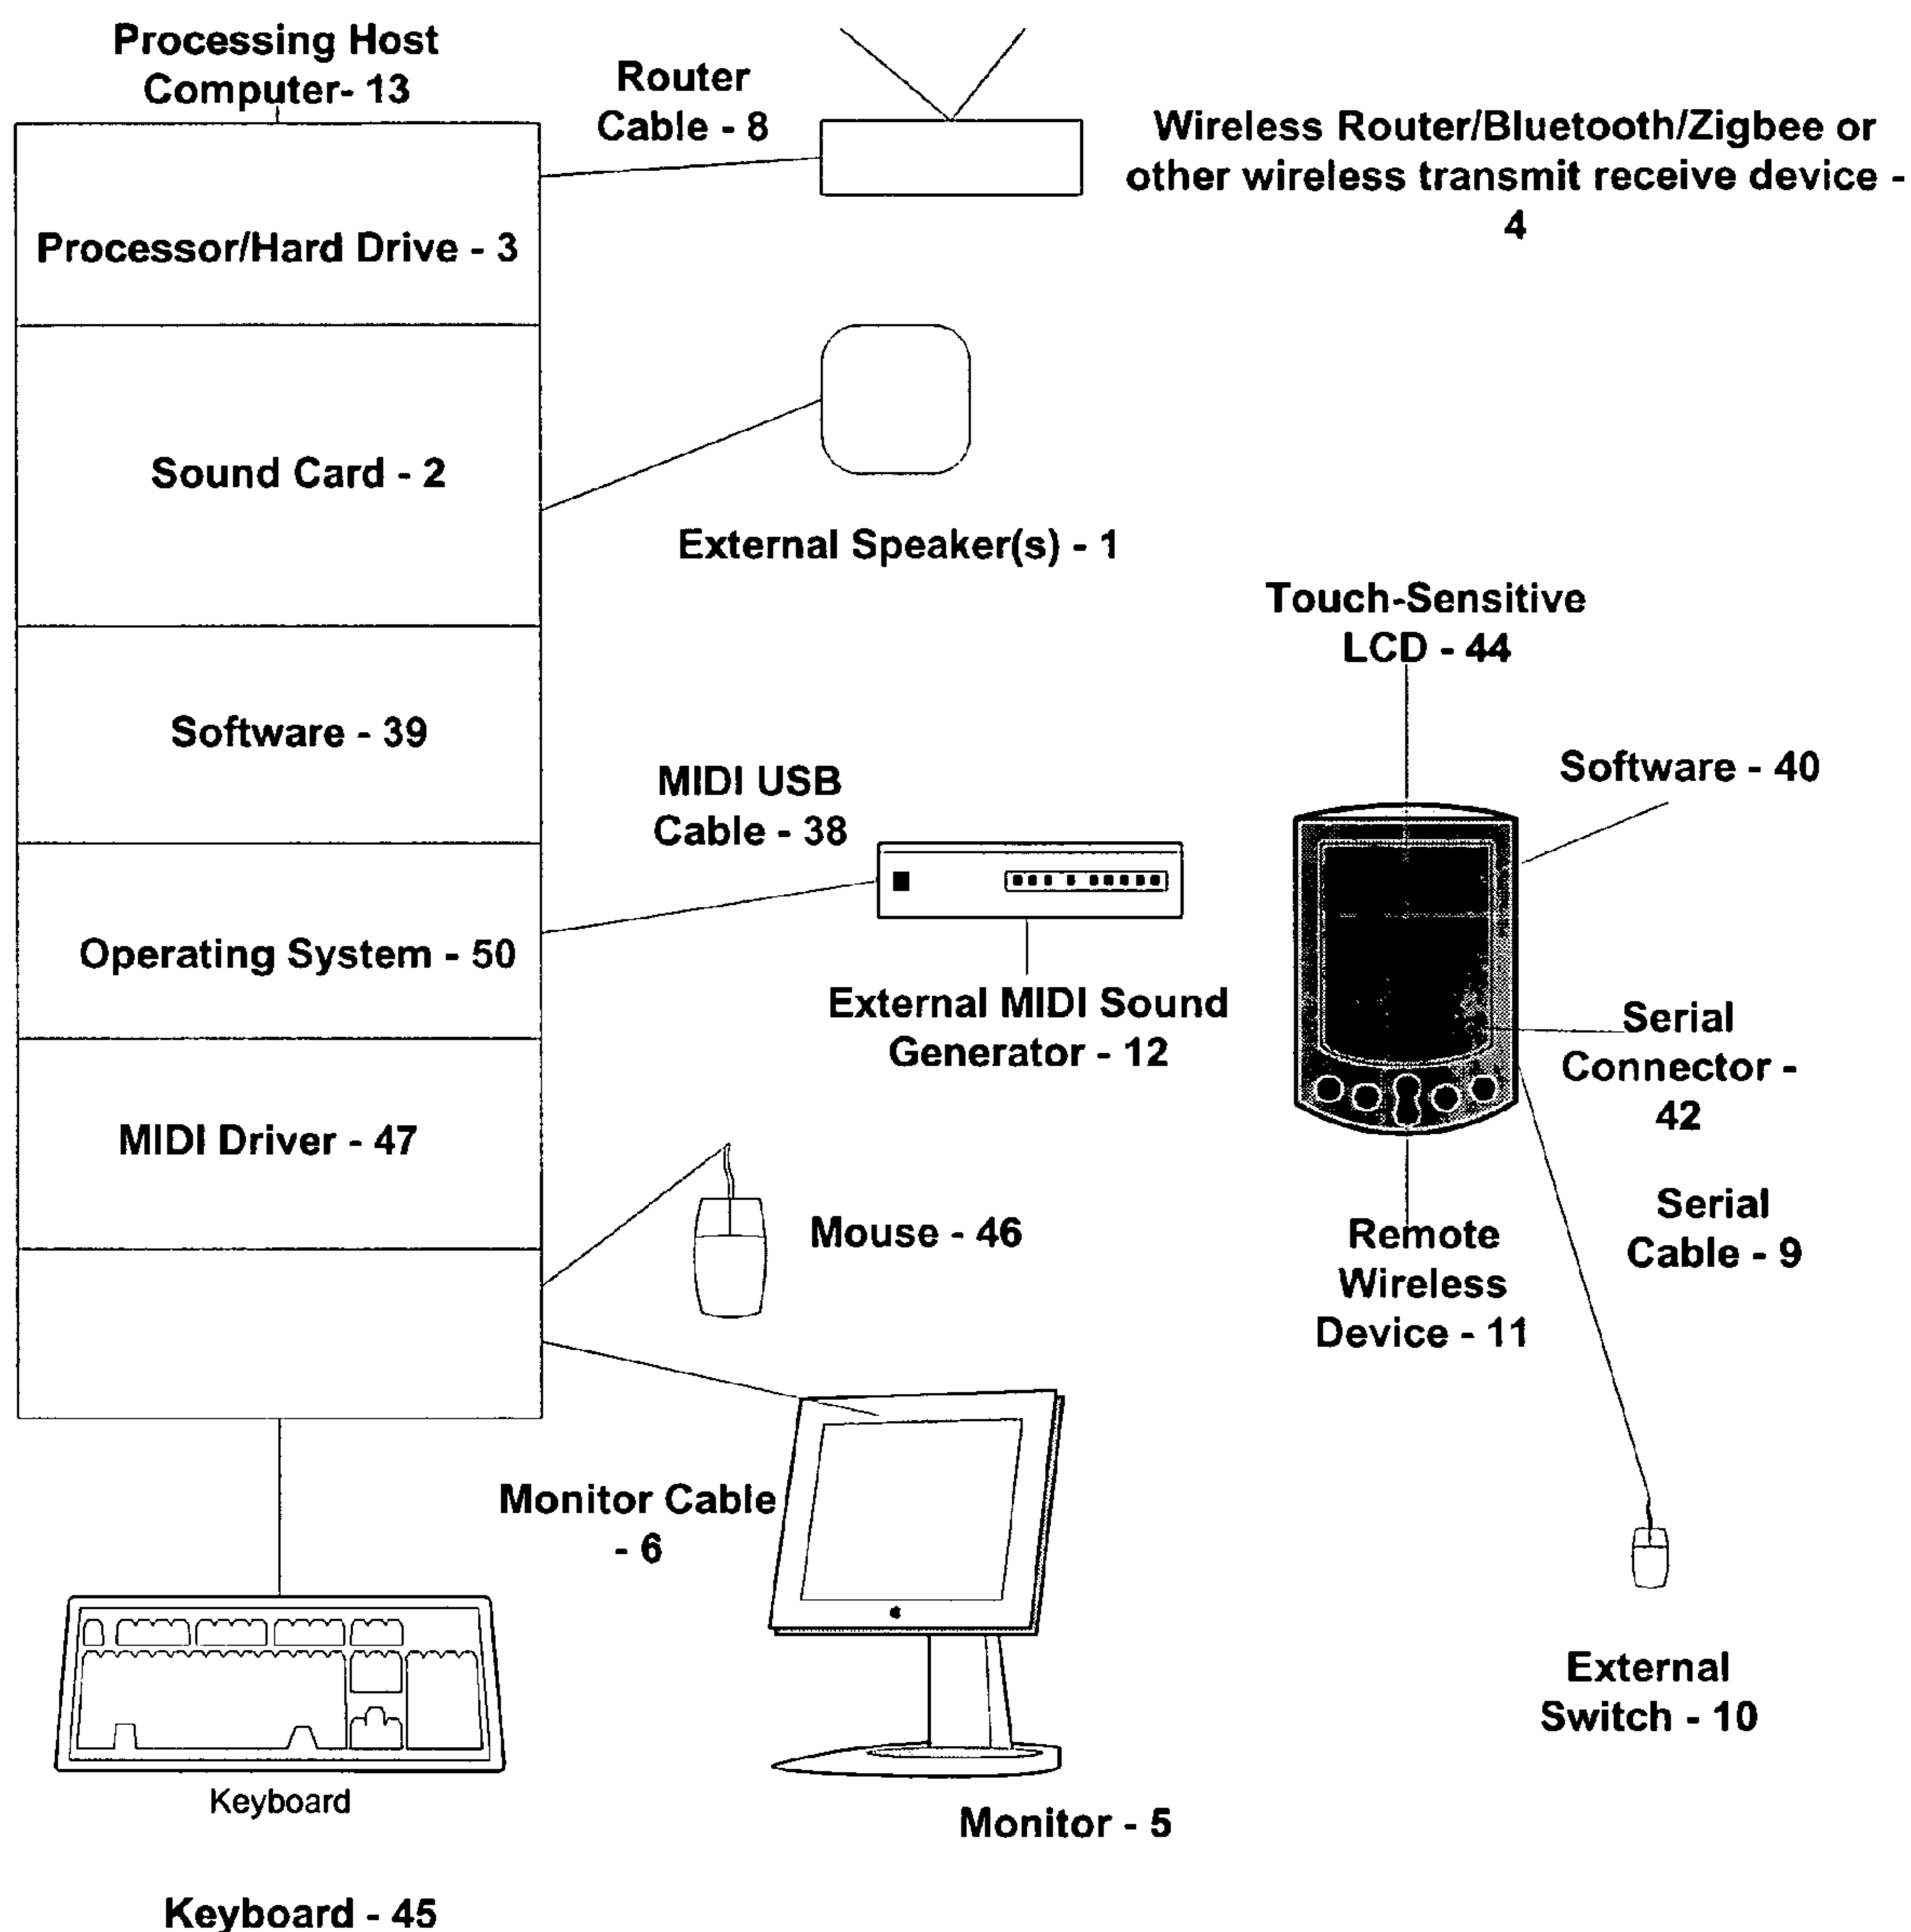 Processing Host
Computer- 13
Router
Cable - 8
Wireless Router/Bluetooth/Zigbee or
other wireless transmit receive device -
4
Processor/Hard Drive - 3
Sound Card - 2
External Speaker(s) - 1
Touch-Sensitive
LCD - 44
Software - 39
Software - 40
MIDI USB
Cable - 38
Operating System - 50
External MIDI Sound
Generator - 12
Serial
Connector -
42
MIDI Driver - 47
Mouse - 46
Serial
Cable - 9
Remote
Wireless
Device - 11
Monitor Cable
- 6
External
Switch - 10
Keyboard
Monitor - 5
Keyboard - 45